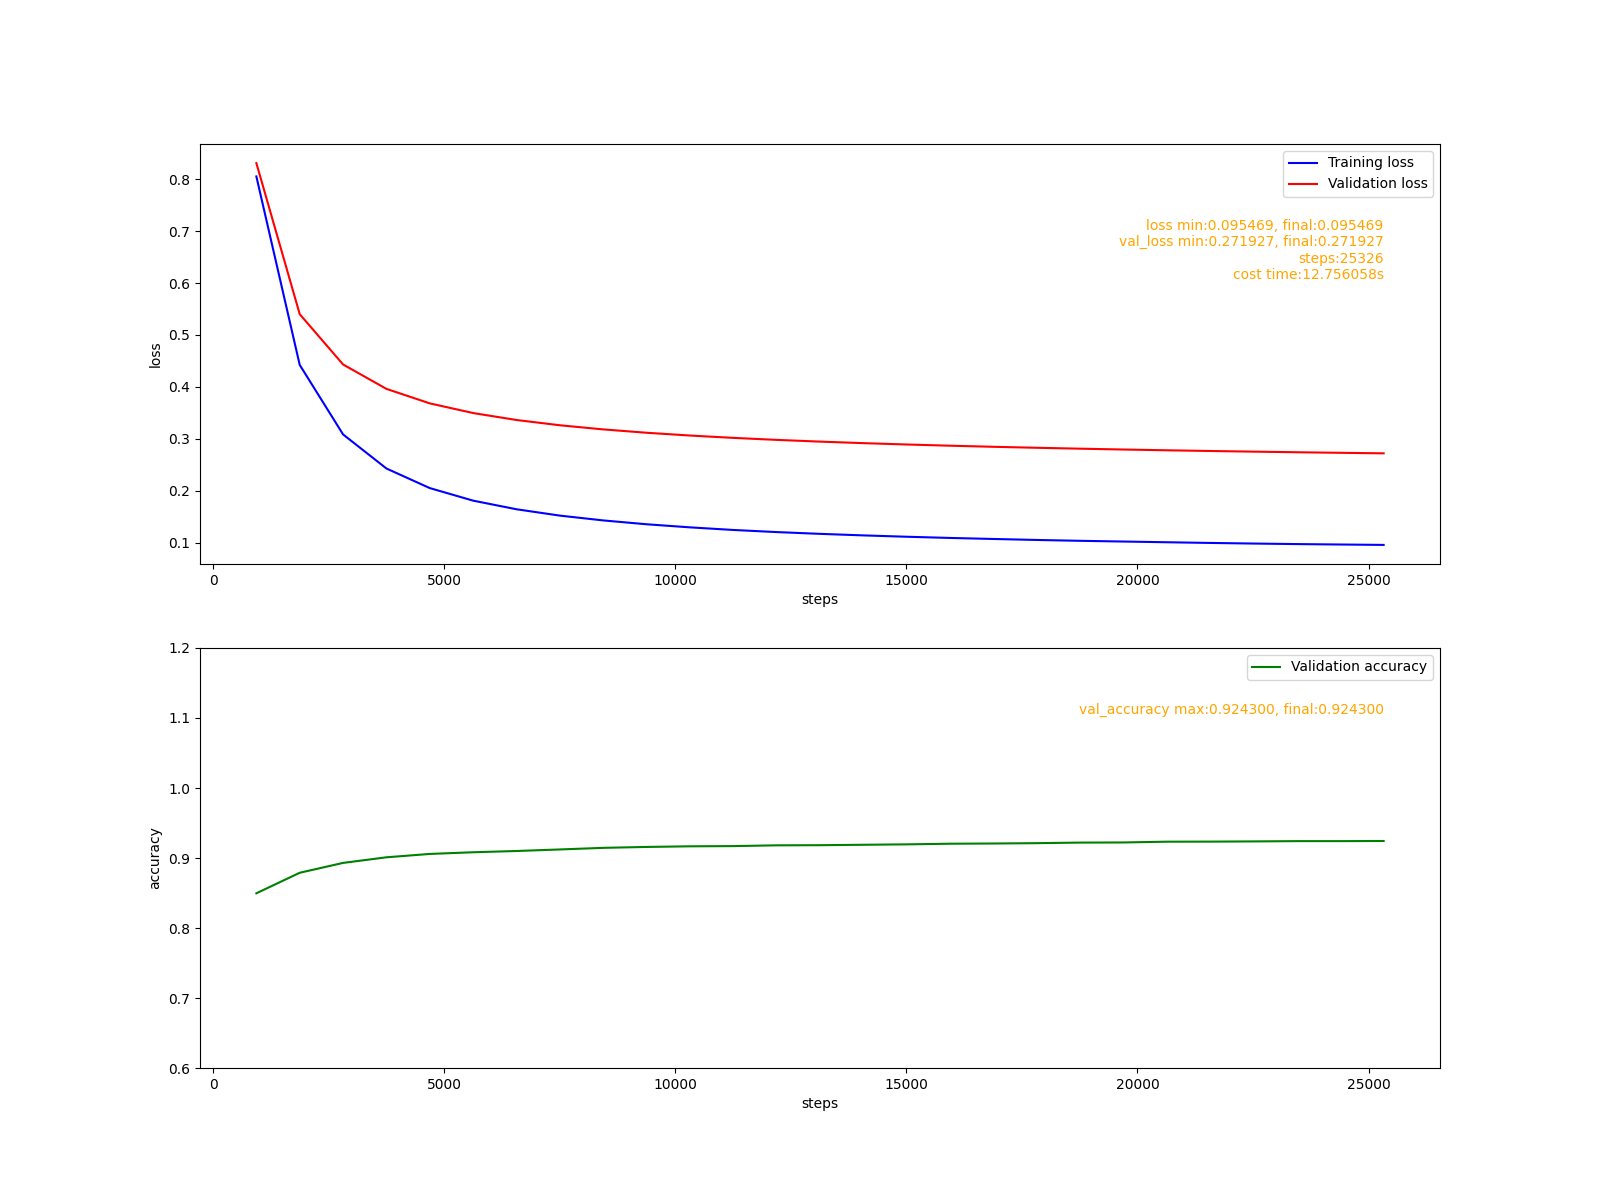 Training loss
Validation loss
loss min:0.095469, final:0.095469
val_loss min:0.271927, final:0.271927
steps:25326
cost time:12.756058s
0.8
0.7
0.6
0.5
0.4
0.3
0.2
0.1
loss
0
5000
10000
15000
20000
25000
steps
Validation accuracy
val_accuracy max:0.924300, final:0.924300
1.2
1.1
1.0
0.9
0.8
0.7
0.6
accuracy
0
5000
10000
15000
20000
25000
steps